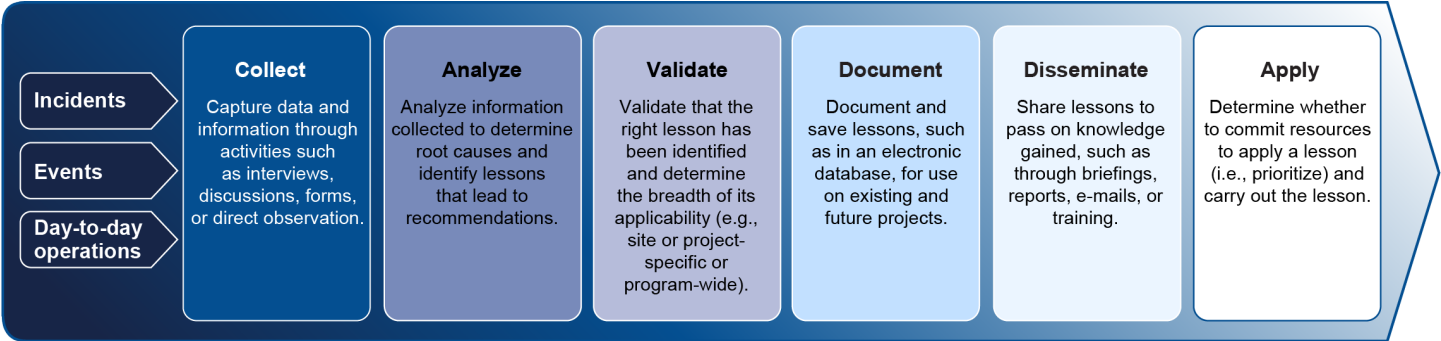 Incidents
Events
Day-to-day
operations
Collect
Capture data and
information through
activities such
as interviews,
discussions, forms,
or direct observation.
Analyze
Analyze information
collected to determine
root causes and
identify lessons
that lead to
recommendations.
Validate
Validate that the
right lesson has
been identified
and determine
the breadth of its
applicability (e.g.,
site or project-
specific or
program-wide).
Document
Document and
save lessons, such
as in an electronic
database, for use
on existing and
future projects.
Disseminate
Share lessons to
pass on knowledge
gained, such as
through briefings,
reports, e-mails, or
training.
Apply
Determine whether
to commit resources
to apply a lesson
(i.e., prioritize) and
carry out the lesson.